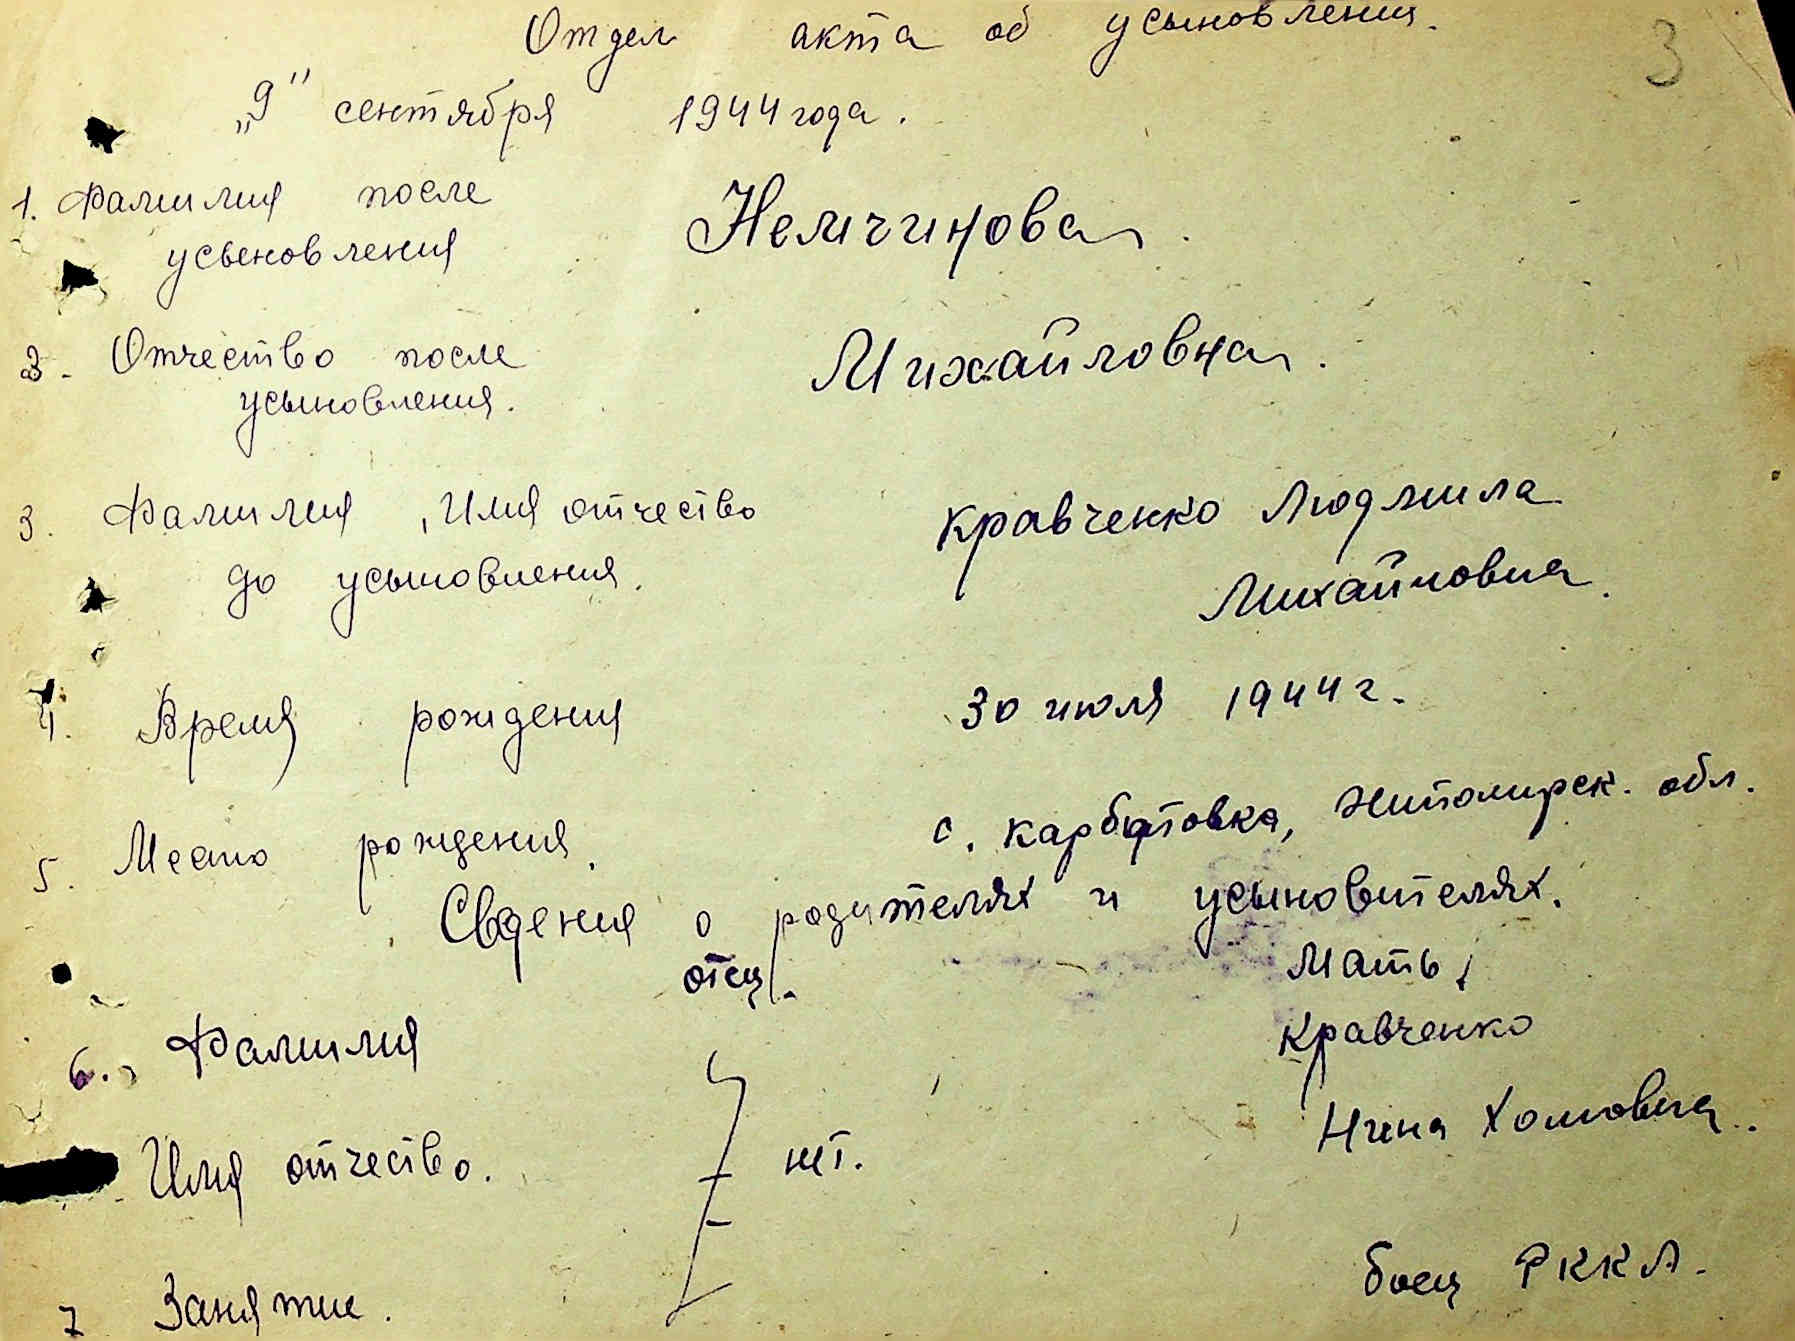 Отдел акта об усыновления.
3
„9" сентября 1944 года.
1. Фамилия после Немчинова.
усыновления
2. Отчество после Михайловна.
усыновления.
3. Фамилия, Имя отчество Кравченко Людмила
до усыновления. Михайловна.
4. Время рождения 30 июля 1944 г.
5. Место рождения. с. Карбатовка, Житомирск. обл.
Сведения о родителях и усыновителях.
отец. Мать.
6. Фамилия Кравченко
Имя отчество. нет. Нина Хомовна.
7 Занятие. боец РККА.